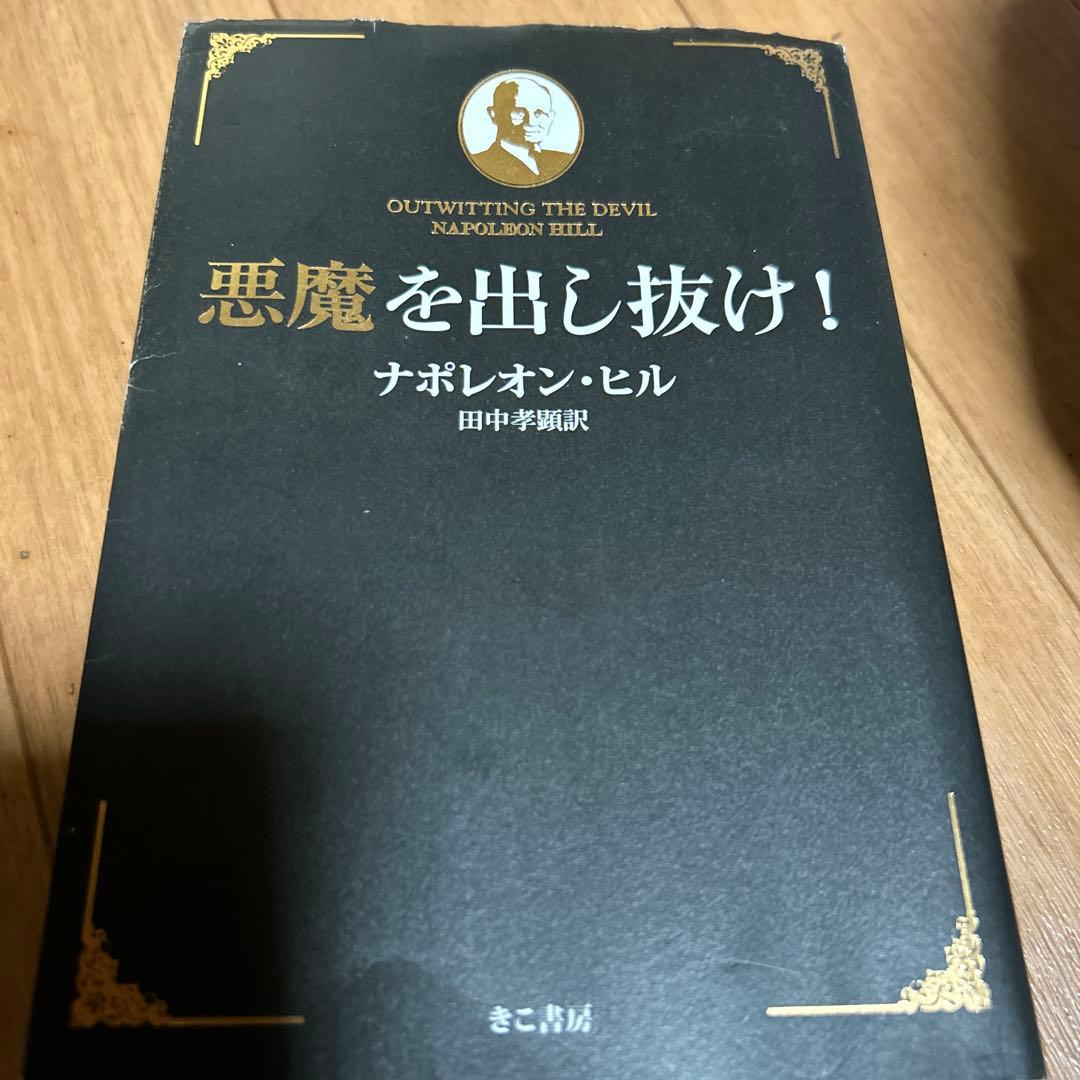 OUTWITTING THE DEVIL
NAPOLEON HILL
悪魔を出し抜け!
ナポレオン・ヒル
田中孝顕訳
きこ書房